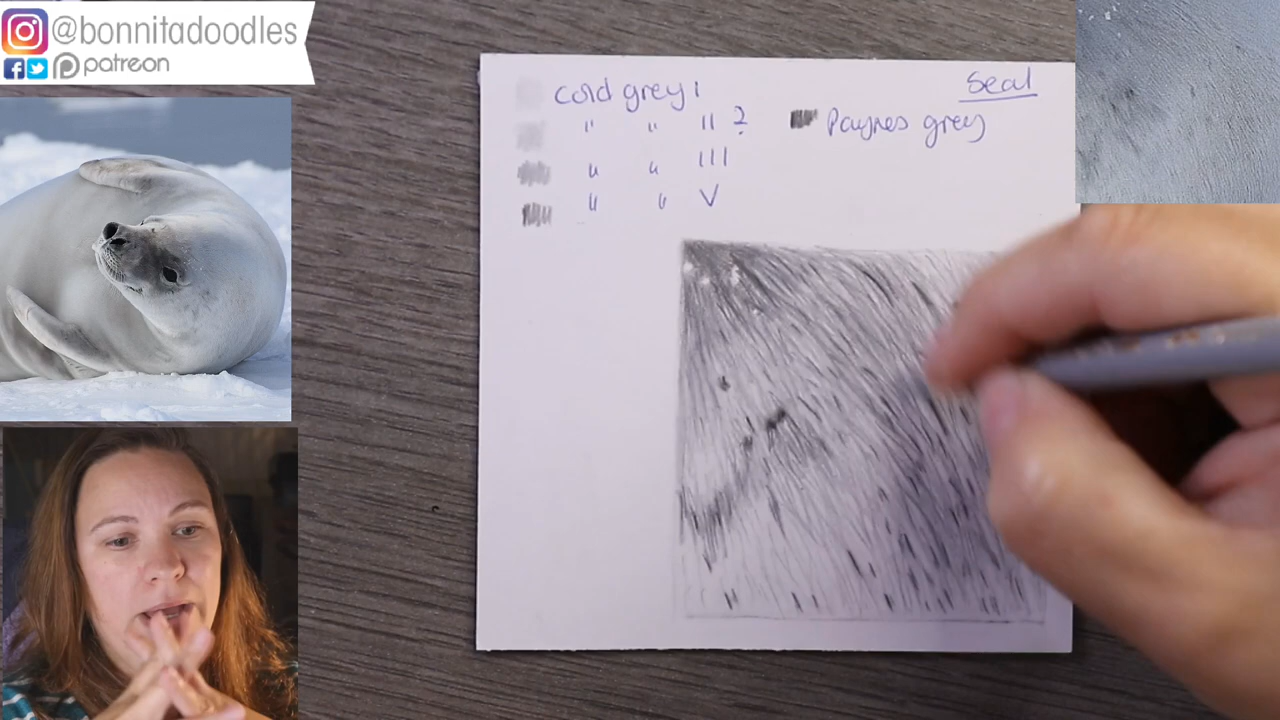 @bonnitadoodles
patreon
Seal
cold grey I
" " II ?
" " III
" " V
Paynes grey